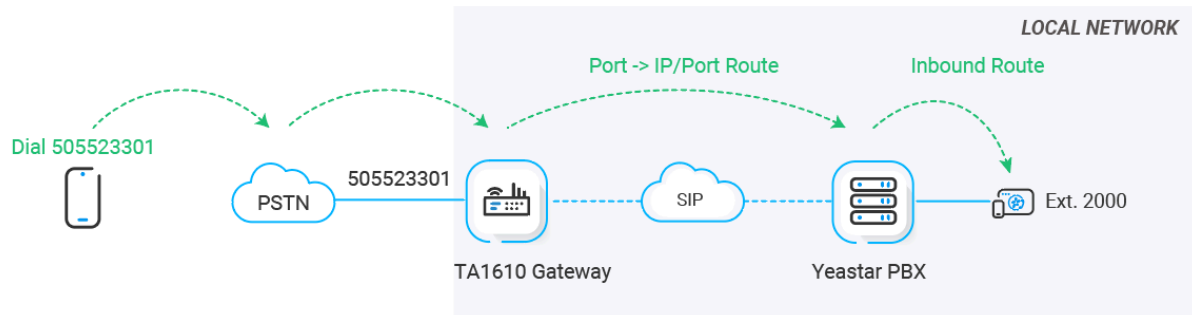 LOCAL NETWORK
Port -> IP/Port Route
Inbound Route
Dial 505523301
505523301
PSTN
SIP
Ext. 2000
TA1610 Gateway
Yeastar PBX